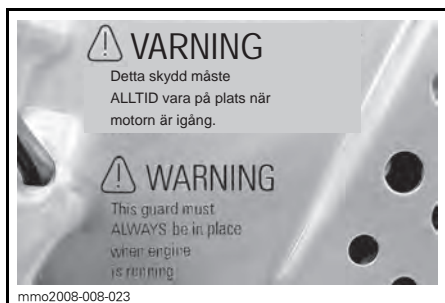 VARNING
Detta skydd måste
ALLTID vara på plats när
motorn är igång.
WARNING
This guard must
ALWAYS be in place
when engine
is running
mmo2008-008-023